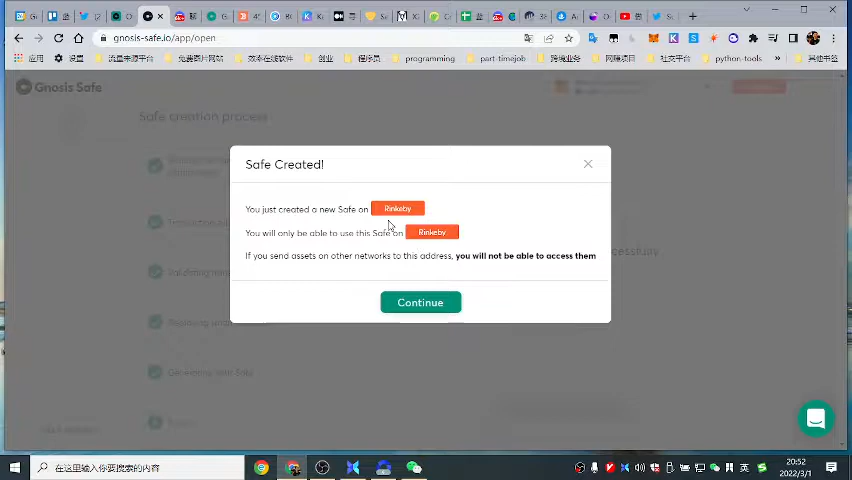 gnosis-safe.io/app/open
应用
设置
流量来源平台
免费图片网站
效率在线软件
创业
程序员
programming
part-timejob
跨境业务
网赚项目
社交平台
python-tools
»
其他书签
Gnosis Safe
Safe creation process
Safe Created!
You just created a new Safe on Rinkeby
You will only be able to use this Safe on Rinkeby
If you send assets on other networks to this address, you will not be able to access them
Continue
在这里输入你要搜索的内容
英
20:52
2022/3/1